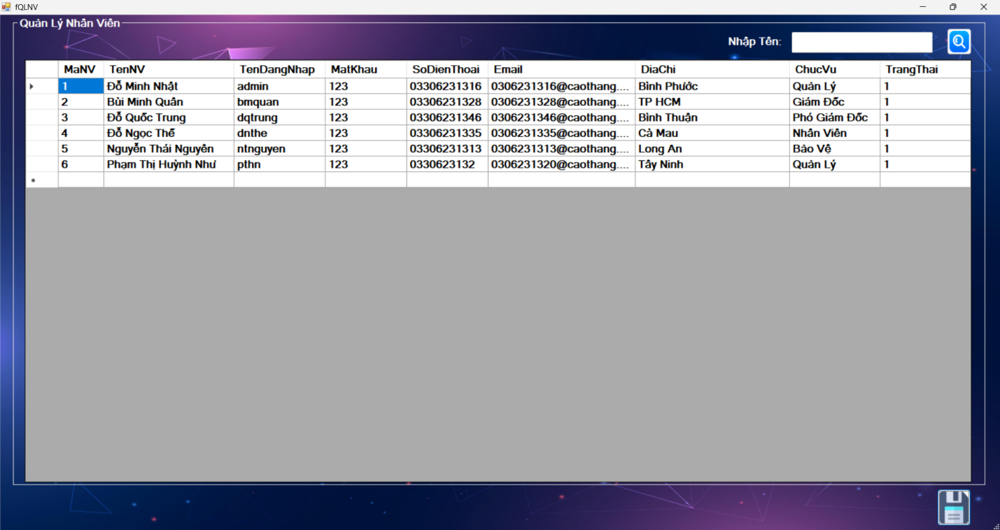 fQLNV
Quản Lý Nhân Viên
Nhập Tên:
MaNV TenNV TenDangNhap MatKhau SoDienThoai Email DiaChi ChucVu TrangThai
1 Đỗ Minh Nhật admin 123 03306231316 0306231316@caothang.... Bình Phước Quản Lý 1
2 Bùi Minh Quân bmquan 123 03306231328 0306231328@caothang.... TP HCM Giám Đốc 1
3 Đỗ Quốc Trung dqtrung 123 03306231346 0306231346@caothang.... Bình Thuận Phó Giám Đốc 1
4 Đỗ Ngọc Thể dnthe 123 03306231335 0306231335@caothang.... Cà Mau Nhân Viên 1
5 Nguyễn Thái Nguyên ntnguyen 123 03306231313 0306231313@caothang.... Long An Bảo Vệ 1
6 Phạm Thị Huỳnh Như pthn 123 0330623132 0306231320@caothang.... Tây Ninh Quản Lý 1